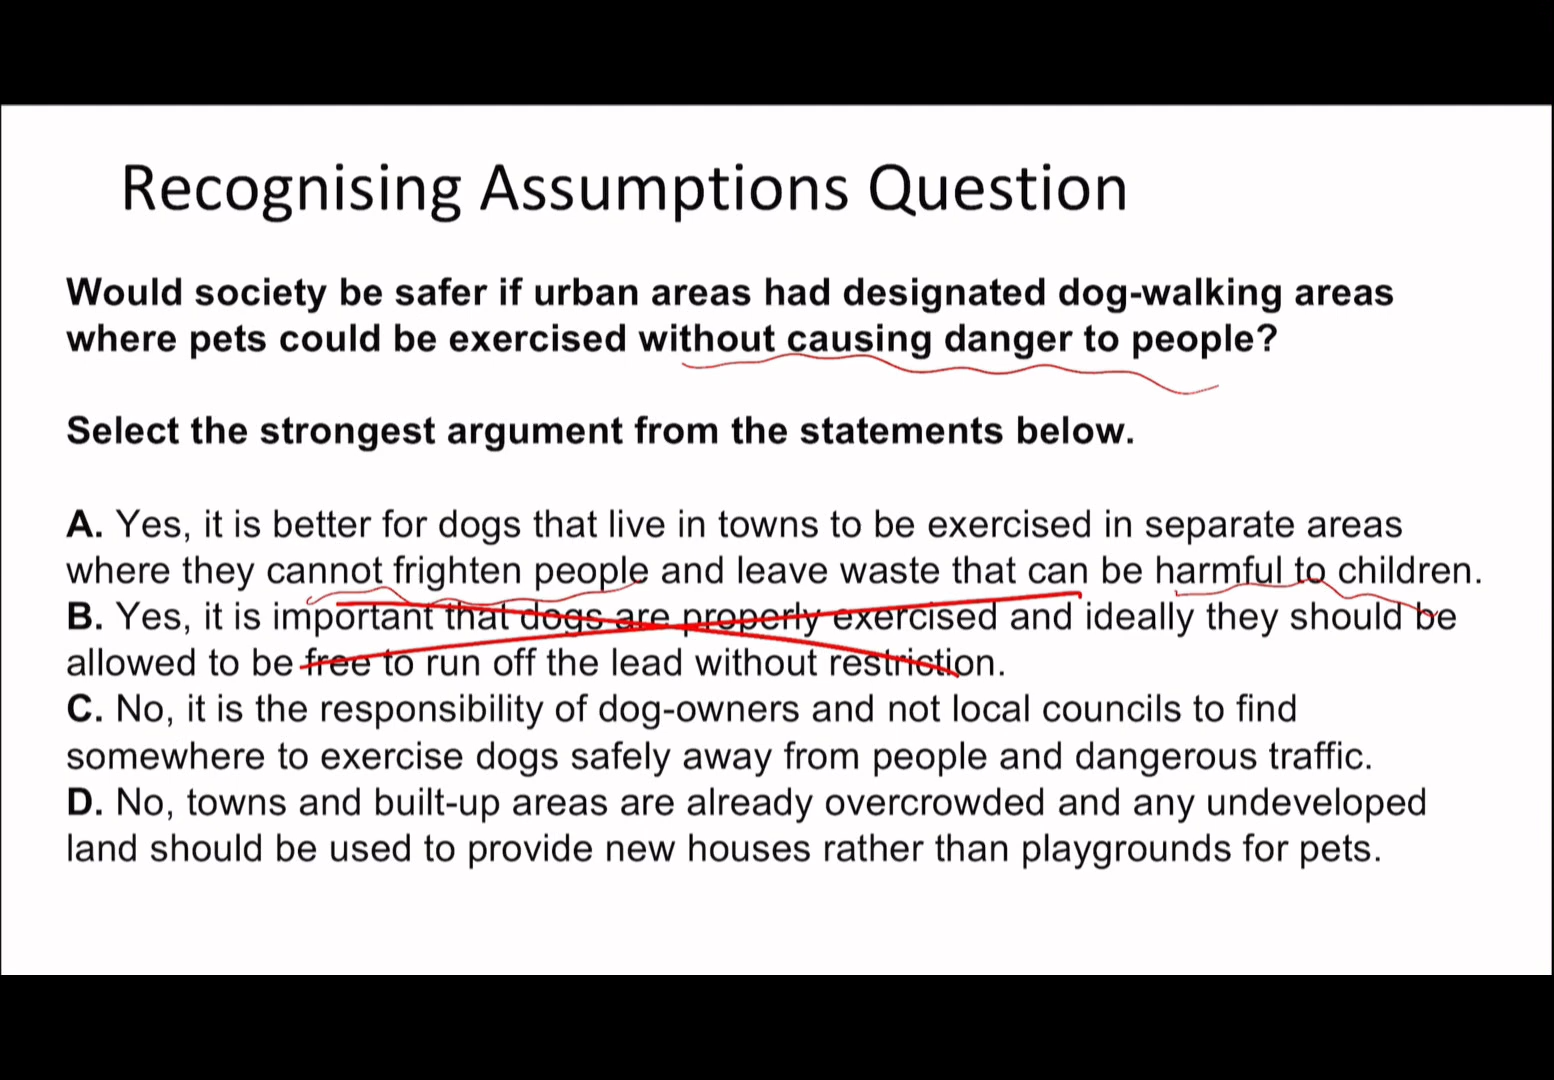 Recognising Assumptions Question
Would society be safer if urban areas had designated dog-walking areas
where pets could be exercised without causing danger to people?
Select the strongest argument from the statements below.
A. Yes, it is better for dogs that live in towns to be exercised in separate areas
where they cannot frighten people and leave waste that can be harmful to children.
B. Yes, it is important that dogs are properly exercised and ideally they should be
allowed to be free to run off the lead without restriction.
C. No, it is the responsibility of dog-owners and not local councils to find
somewhere to exercise dogs safely away from people and dangerous traffic.
D. No, towns and built-up areas are already overcrowded and any undeveloped
land should be used to provide new houses rather than playgrounds for pets.